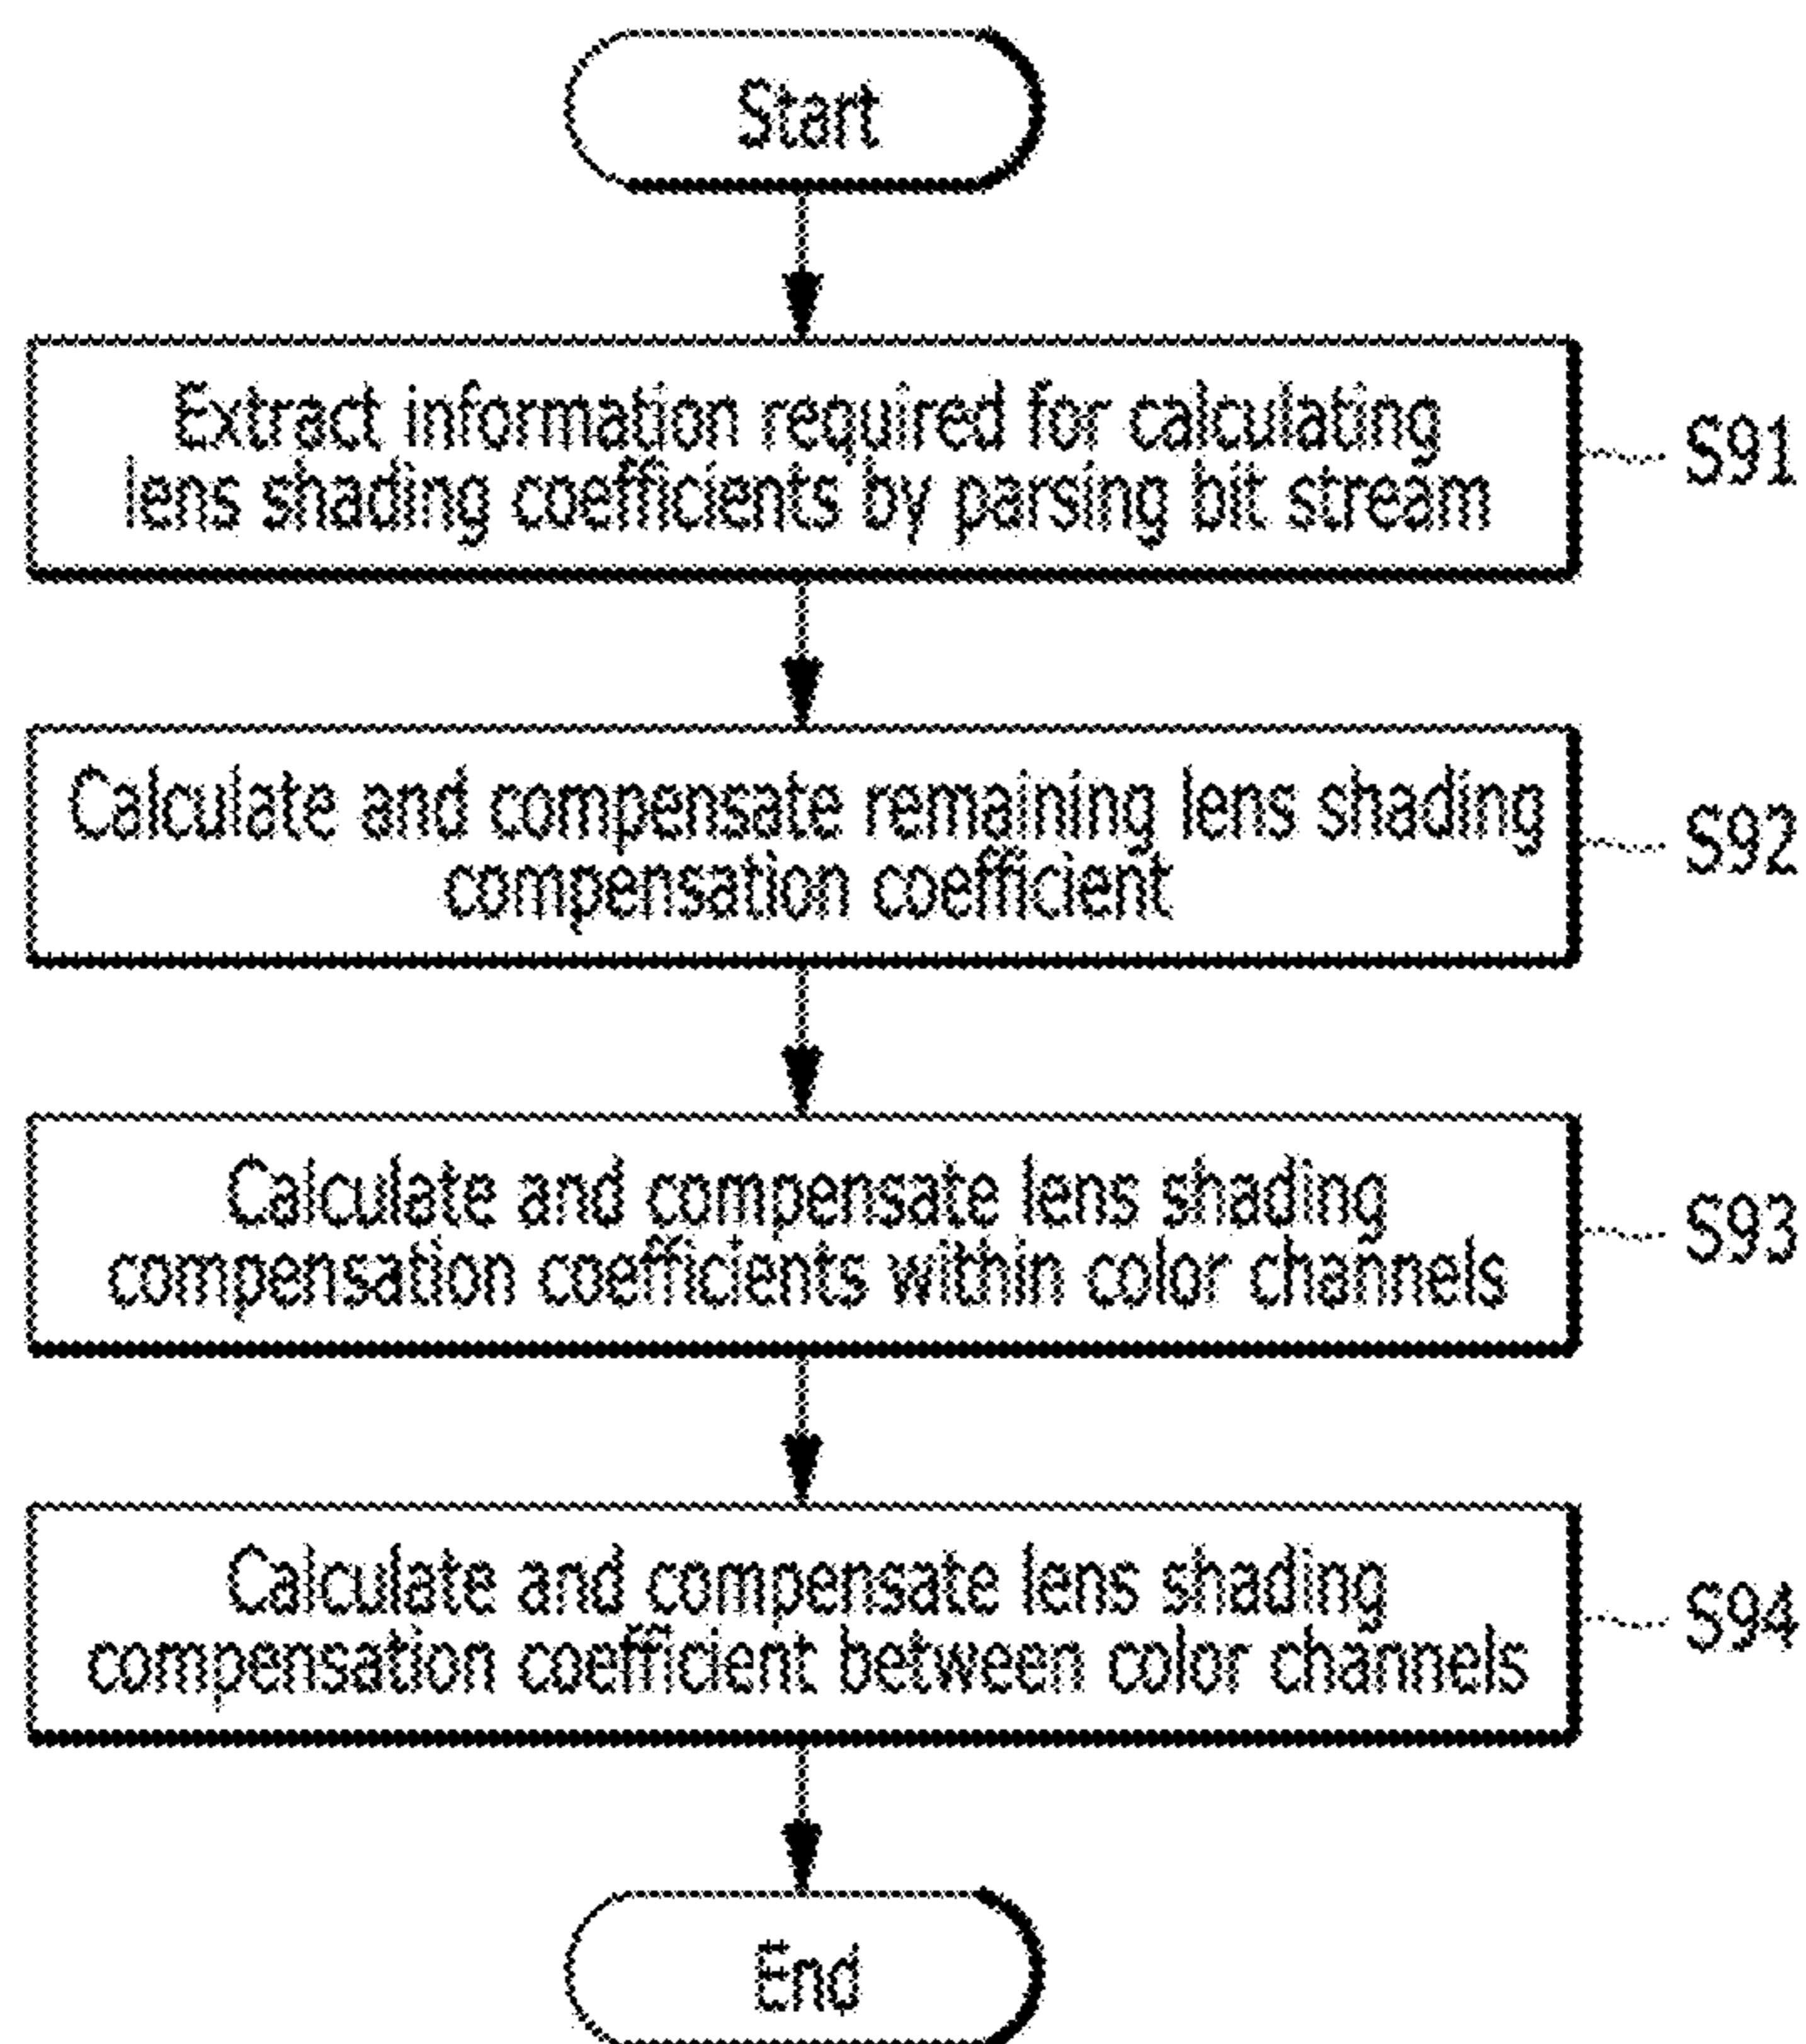 Start
Extract information required for calculating
lens shading coefficients by parsing bit stream
S91
Calculate and compensate remaining lens shading
compensation coefficient
S92
Calculate and compensate lens shading
compensation coefficients within color channels
S93
Calculate and compensate lens shading
compensation coefficient between color channels
S94
End